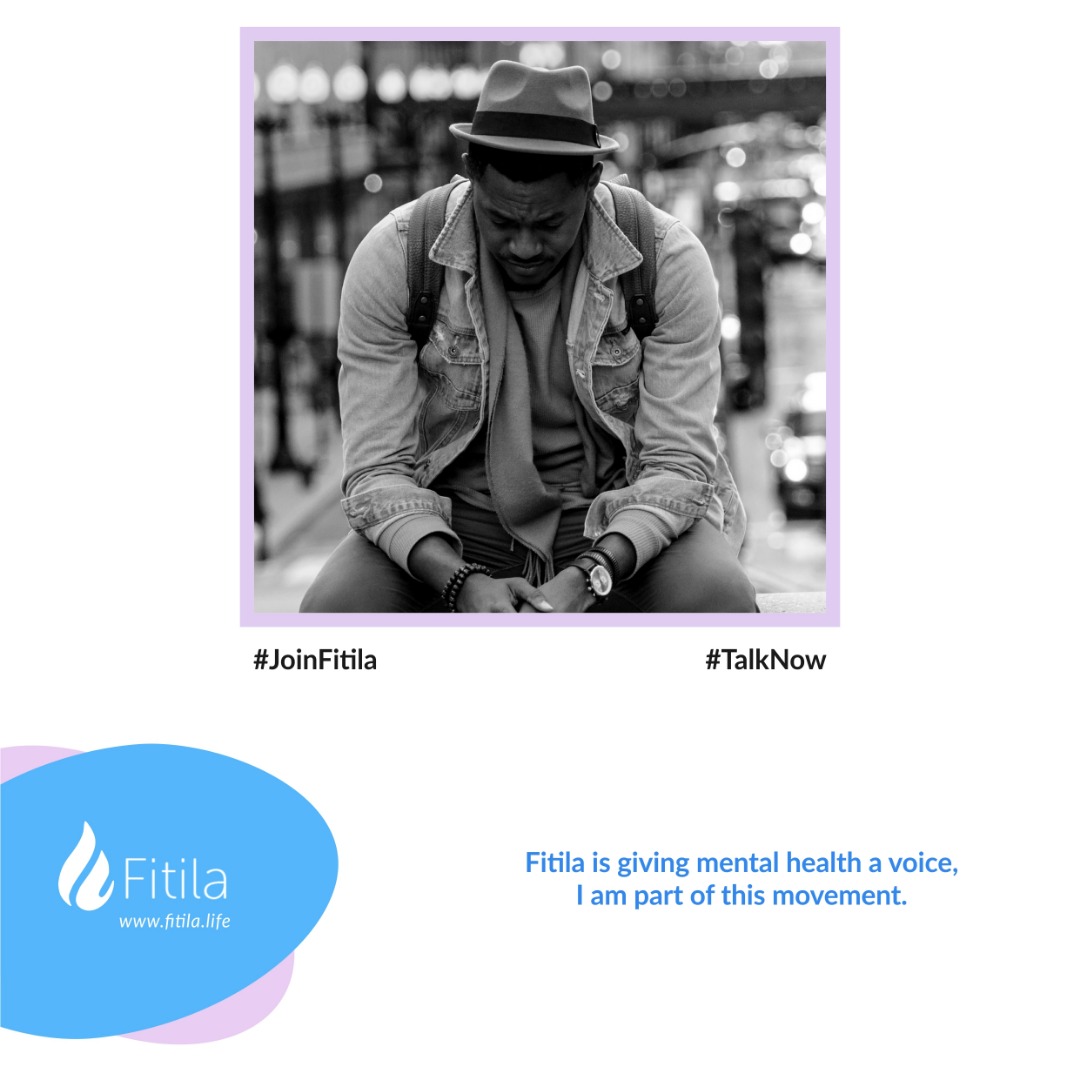 #JoinFitila
#TalkNow
Fitila
www.fitila.life
Fitila is giving mental health a voice,
I am part of this movement.